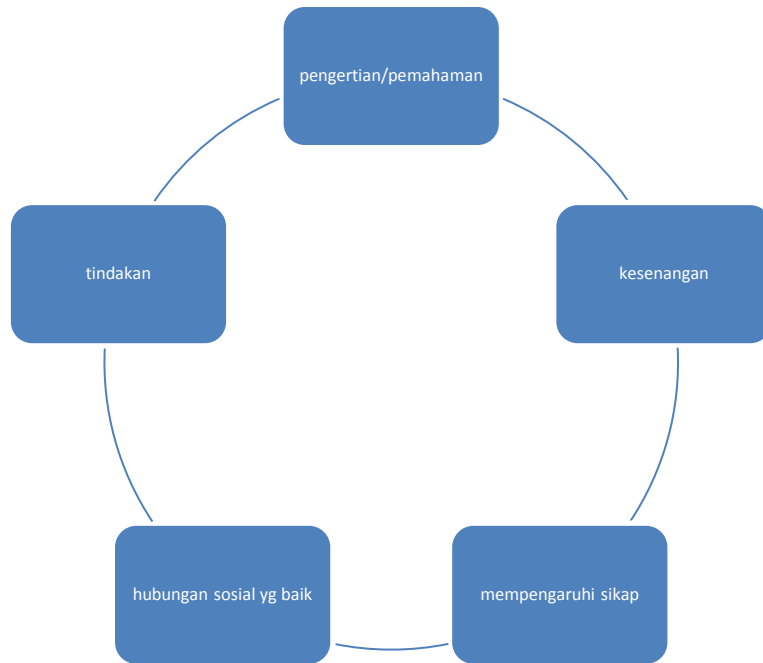 pengertian/pemahaman
kesenangan
mempengaruhi sikap
hubungan sosial yg baik
tindakan